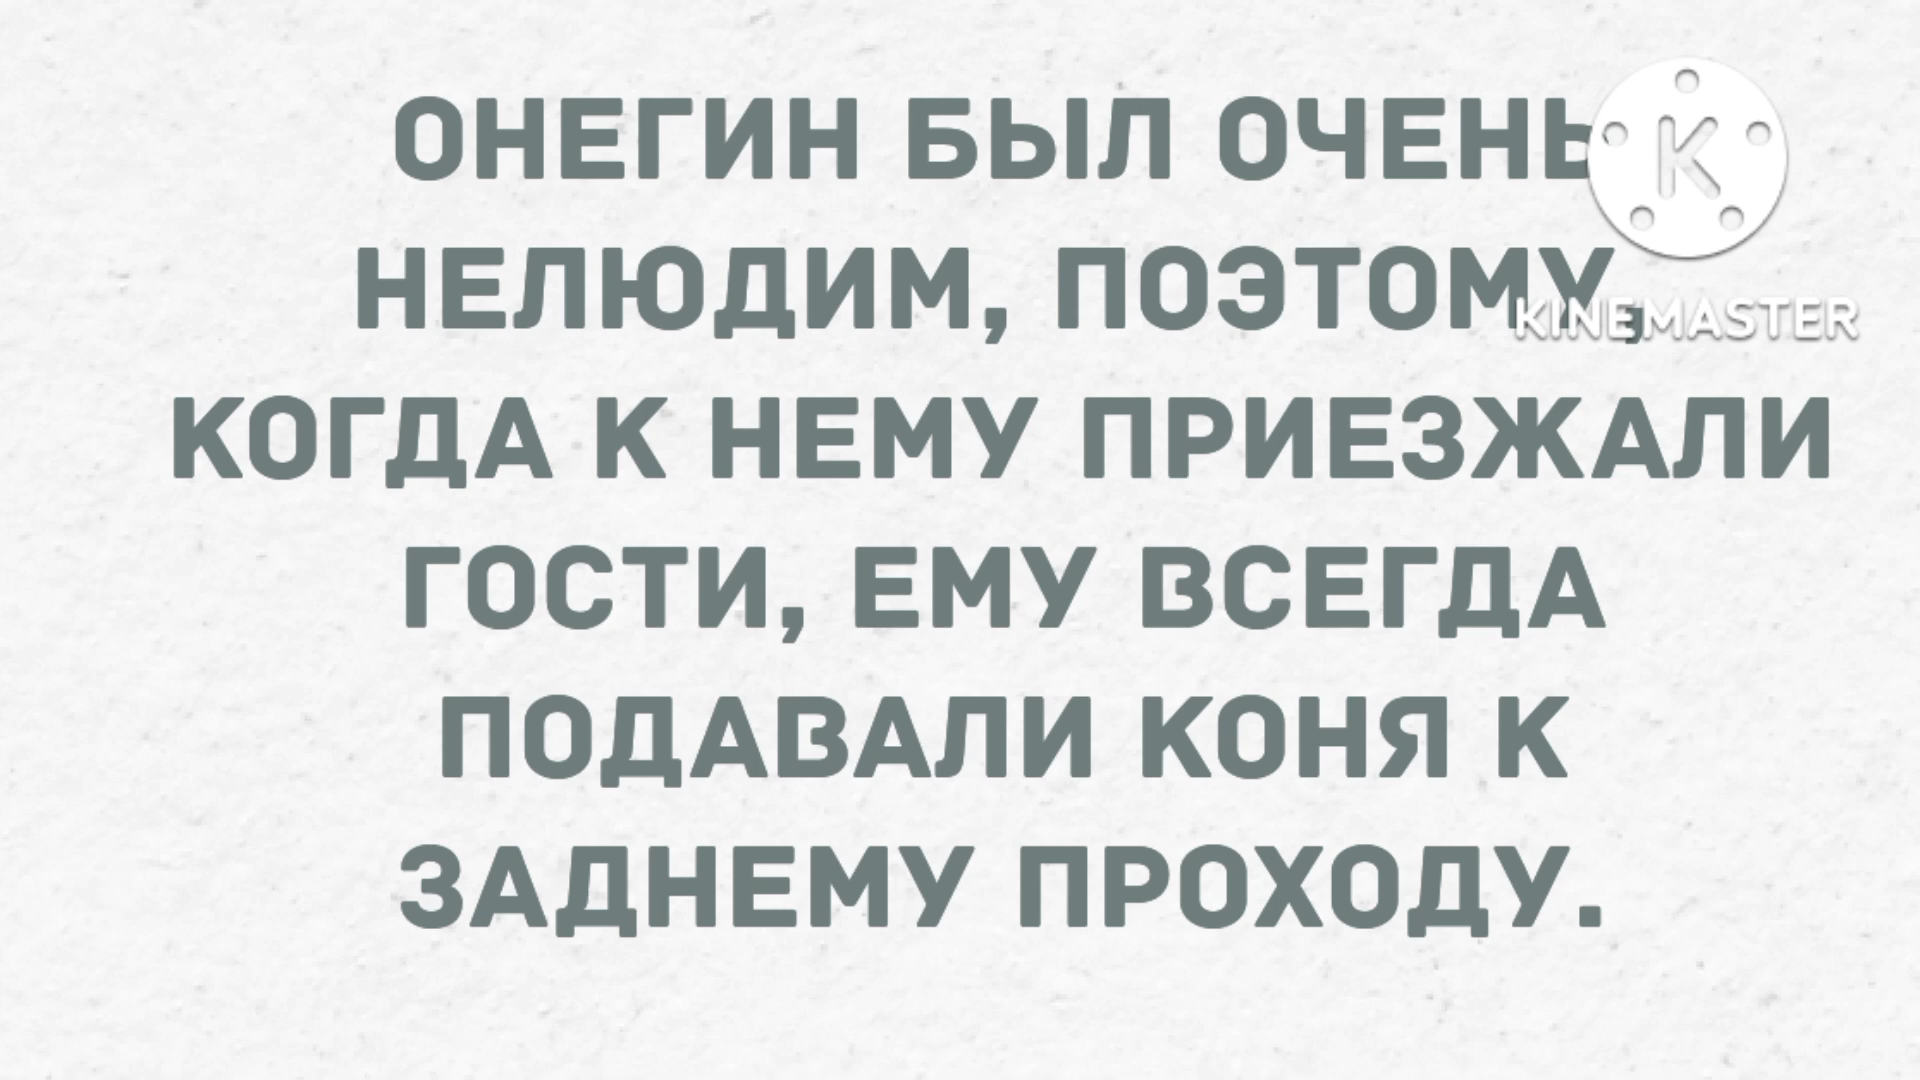 ОНЕГИН БЫЛ ОЧЕНЬ
НЕЛЮДИМ, ПОЭТОМУ,
КОГДА К НЕМУ ПРИЕЗЖАЛИ
ГОСТИ, ЕМУ ВСЕГДА
ПОДАВАЛИ КОНЯ К
ЗАДНЕМУ ПРОХОДУ.
K
KINEMASTER